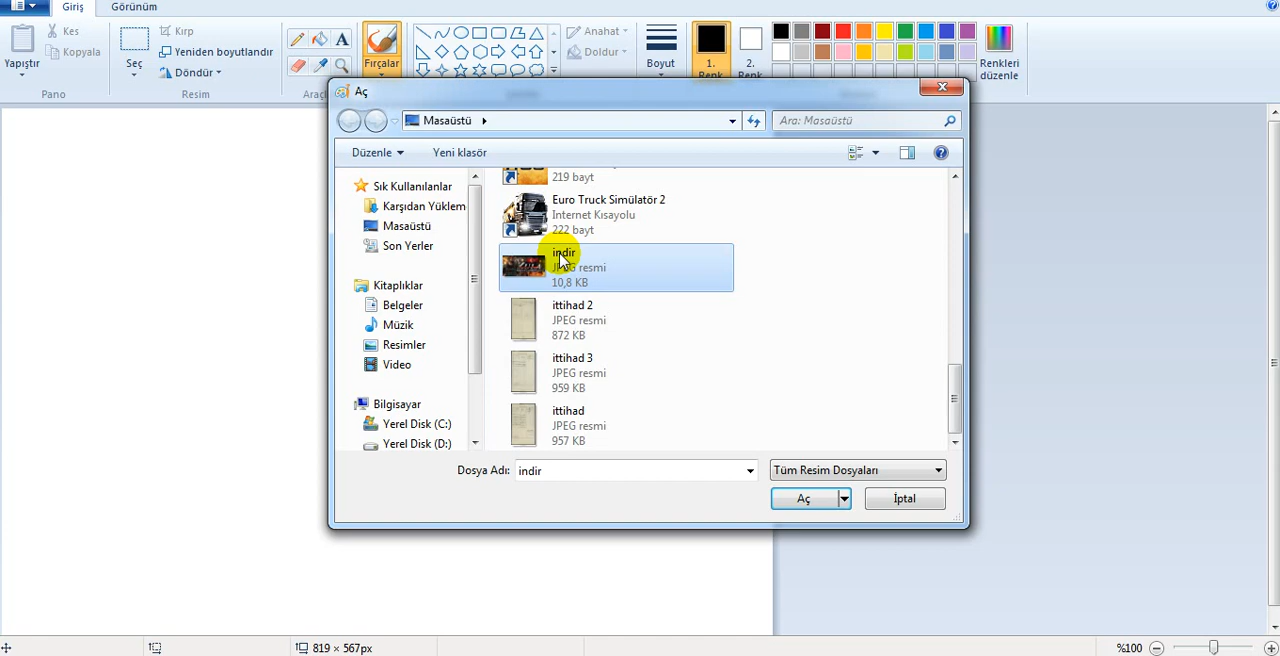 Giriş
Görünüm
Yapıştır
Kes
Kopyala
Pano
Seç
Kırp
Yeniden boyutlandır
Döndür
Resim
A
Araçl
Fırçalar
Anahat
Doldur
Boyut
1.
Renk
2.
Renk
Renkleri
düzenle
Aç
Masaüstü
Ara: Masaüstü
Düzenle
Yeni klasör
Sık Kullanılanlar
Karşıdan Yüklem
Masaüstü
Son Yerler
Kitaplıklar
Belgeler
Müzik
Resimler
Video
Bilgisayar
Yerel Disk (C:)
Yerel Disk (D:)
219 bayt
Euro Truck Simülatör 2
Internet Kısayolu
222 bayt
indir
JPEG resmi
10,8 KB
ittihad 2
JPEG resmi
872 KB
ittihad 3
JPEG resmi
959 KB
ittihad
JPEG resmi
957 KB
Dosya Adı: indir
Tüm Resim Dosyaları
Aç
İptal
819 × 567px
%100